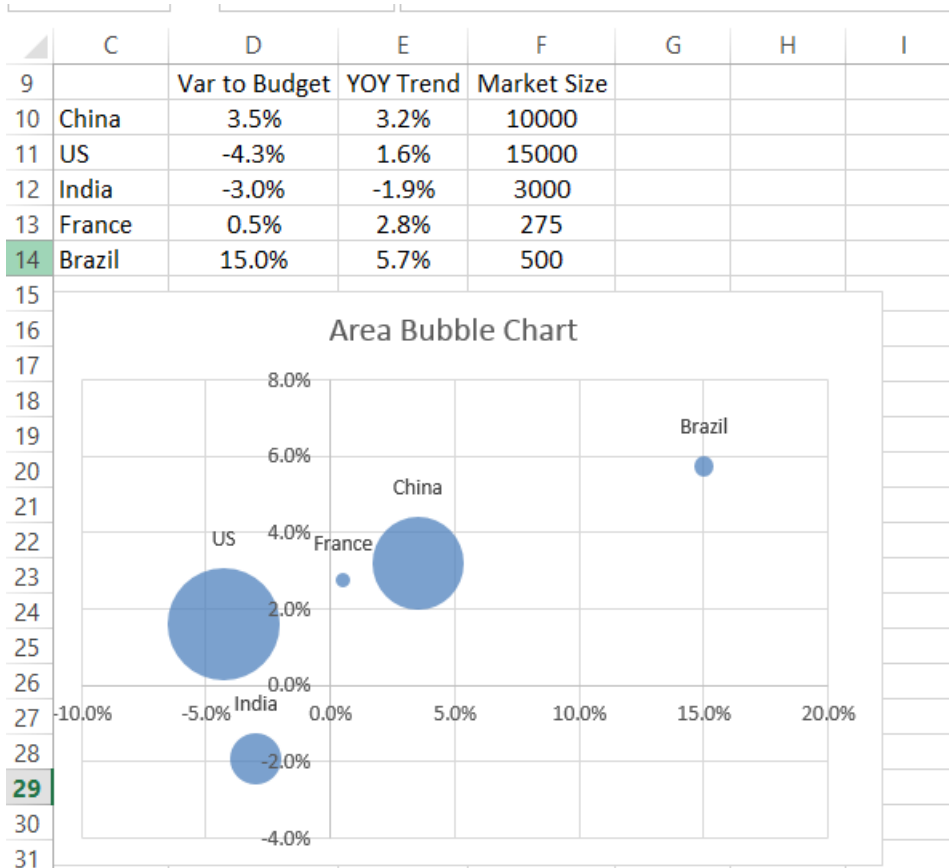 C D E F G H I
9 Var to Budget YOY Trend Market Size
10 China 3.5% 3.2% 10000
11 US -4.3% 1.6% 15000
12 India -3.0% -1.9% 3000
13 France 0.5% 2.8% 275
14 Brazil 15.0% 5.7% 500
15
16 Area Bubble Chart
17
8.0%
18
19 Brazil
20 6.0%
21 China
22 US 4.0% France
23
24 2.0%
25
26 0.0%
India
27 -10.0% -5.0% 0.0% 5.0% 10.0% 15.0% 20.0%
28 -2.0%
29
30 -4.0%
31